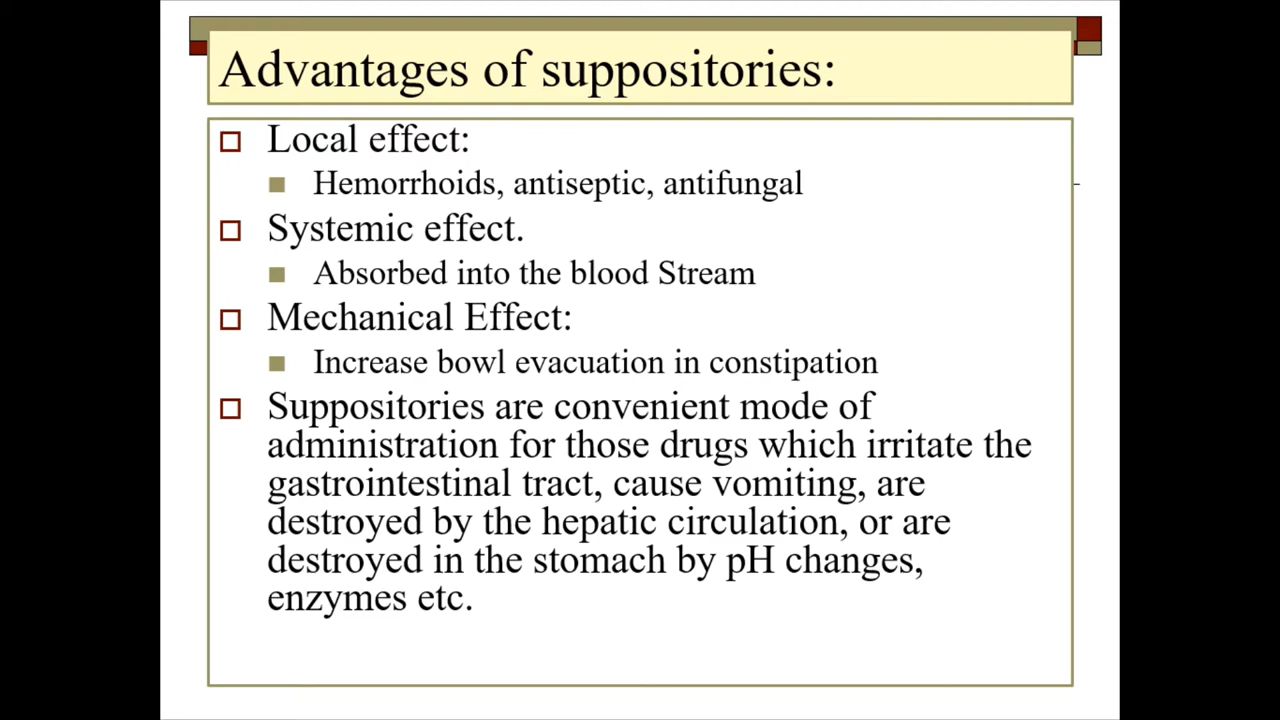 Advantages of suppositories:
Local effect:
Hemorrhoids, antiseptic, antifungal
Systemic effect.
Absorbed into the blood Stream
Mechanical Effect:
Increase bowl evacuation in constipation
Suppositories are convenient mode of
administration for those drugs which irritate the
gastrointestinal tract, cause vomiting, are
destroyed by the hepatic circulation, or are
destroyed in the stomach by pH changes,
enzymes etc.